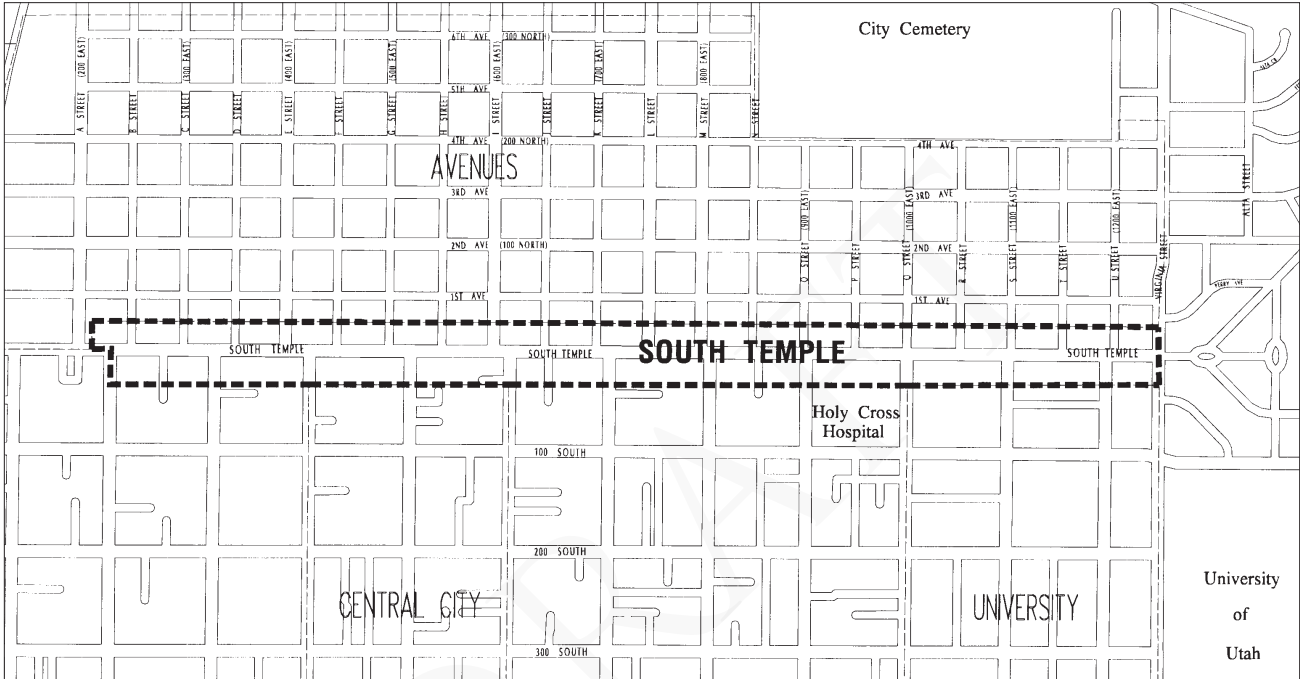 City Cemetery
6TH AVE (300 NORTH)
(200 EAST)
(300 EAST)
(400 EAST)
(500 EAST)
(600 EAST)
(700 EAST)
(800 EAST)
5TH AVE
A STREET
B STREET
C STREET
D STREET
E STREET
F STREET
G STREET
H STREET
I STREET
STREET
K STREET
L STREET
M STREET
N STREET
4TH AVE (200 NORTH)
4TH AVE
AVENUES
3RD AVE
3RD AVE
ALTA STREET
(900 EAST)
(1000 EAST)
(1100 EAST)
(1200 EAST)
2ND AVE (100 NORTH)
2ND AVE
O STREET
P STREET
Q STREET
R STREET
S STREET
T STREET
U STREET
VIRGINIA STREET
1ST AVE
1ST AVE
SOUTH TEMPLE
SOUTH TEMPLE
SOUTH TEMPLE
SOUTH TEMPLE
Holy Cross
Hospital
100 SOUTH
200 SOUTH
CENTRAL CITY
UNIVERSITY
University
of
Utah
300 SOUTH
DRAFT